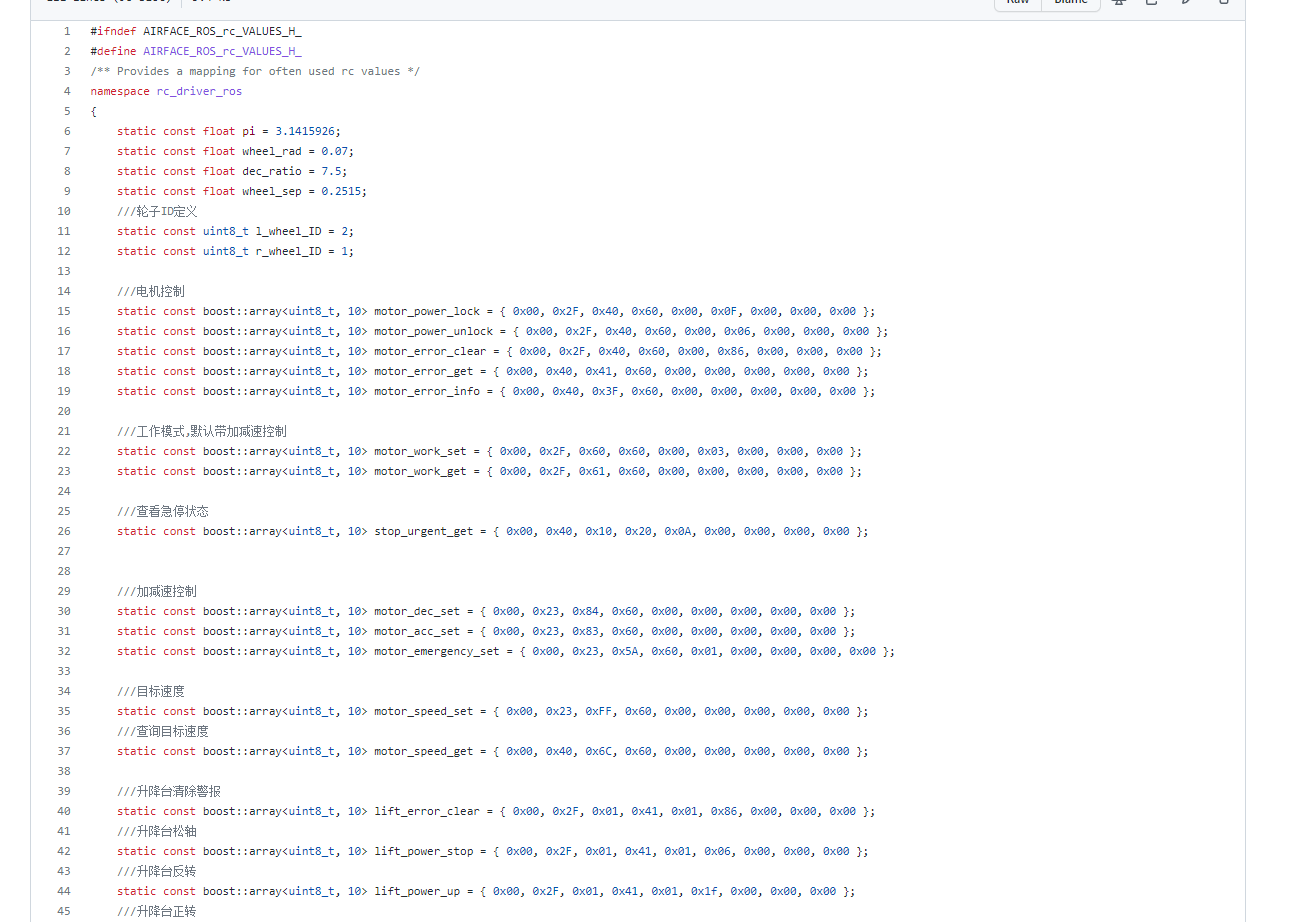 Raw Blame
1 #ifndef AIRFACE_ROS_rc_VALUES_H_
2 #define AIRFACE_ROS_rc_VALUES_H_
3 /** Provides a mapping for often used rc values */
4 namespace rc_driver_ros
5 {
6 static const float pi = 3.1415926;
7 static const float wheel_rad = 0.07;
8 static const float dec_ratio = 7.5;
9 static const float wheel_sep = 0.2515;
10 ///轮子ID定义
11 static const uint8_t l_wheel_ID = 2;
12 static const uint8_t r_wheel_ID = 1;
13
14 ///电机控制
15 static const boost::array<uint8_t, 10> motor_power_lock = { 0x00, 0x2F, 0x40, 0x60, 0x00, 0x0F, 0x00, 0x00, 0x00 };
16 static const boost::array<uint8_t, 10> motor_power_unlock = { 0x00, 0x2F, 0x40, 0x60, 0x00, 0x06, 0x00, 0x00, 0x00 };
17 static const boost::array<uint8_t, 10> motor_error_clear = { 0x00, 0x2F, 0x40, 0x60, 0x00, 0x86, 0x00, 0x00, 0x00 };
18 static const boost::array<uint8_t, 10> motor_error_get = { 0x00, 0x40, 0x41, 0x60, 0x00, 0x00, 0x00, 0x00, 0x00 };
19 static const boost::array<uint8_t, 10> motor_error_info = { 0x00, 0x40, 0x3F, 0x60, 0x00, 0x00, 0x00, 0x00, 0x00 };
20
21 ///工作模式,默认带加减速控制
22 static const boost::array<uint8_t, 10> motor_work_set = { 0x00, 0x2F, 0x60, 0x60, 0x00, 0x03, 0x00, 0x00, 0x00 };
23 static const boost::array<uint8_t, 10> motor_work_get = { 0x00, 0x2F, 0x61, 0x60, 0x00, 0x00, 0x00, 0x00, 0x00 };
24
25 ///查看急停状态
26 static const boost::array<uint8_t, 10> stop_urgent_get = { 0x00, 0x40, 0x10, 0x20, 0x0A, 0x00, 0x00, 0x00, 0x00 };
27
28
29 ///加减速控制
30 static const boost::array<uint8_t, 10> motor_dec_set = { 0x00, 0x23, 0x84, 0x60, 0x00, 0x00, 0x00, 0x00, 0x00 };
31 static const boost::array<uint8_t, 10> motor_acc_set = { 0x00, 0x23, 0x83, 0x60, 0x00, 0x00, 0x00, 0x00, 0x00 };
32 static const boost::array<uint8_t, 10> motor_emergency_set = { 0x00, 0x23, 0x5A, 0x60, 0x01, 0x00, 0x00, 0x00, 0x00 };
33
34 ///目标速度
35 static const boost::array<uint8_t, 10> motor_speed_set = { 0x00, 0x23, 0xFF, 0x60, 0x00, 0x00, 0x00, 0x00, 0x00 };
36 ///查询目标速度
37 static const boost::array<uint8_t, 10> motor_speed_get = { 0x00, 0x40, 0x6C, 0x60, 0x00, 0x00, 0x00, 0x00, 0x00 };
38
39 ///升降台清除警报
40 static const boost::array<uint8_t, 10> lift_error_clear = { 0x00, 0x2F, 0x01, 0x41, 0x01, 0x86, 0x00, 0x00, 0x00 };
41 ///升降台松轴
42 static const boost::array<uint8_t, 10> lift_power_stop = { 0x00, 0x2F, 0x01, 0x41, 0x01, 0x06, 0x00, 0x00, 0x00 };
43 ///升降台反转
44 static const boost::array<uint8_t, 10> lift_power_up = { 0x00, 0x2F, 0x01, 0x41, 0x01, 0x1f, 0x00, 0x00, 0x00 };
45 ///升降台正转